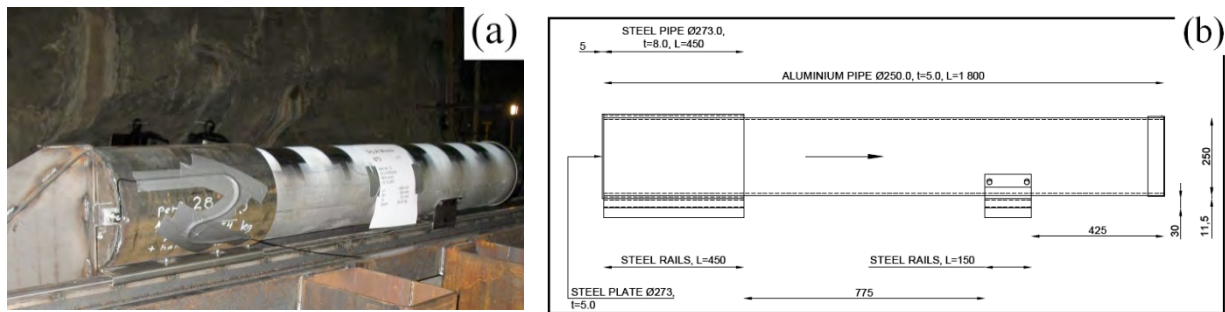 (a)
28
(b)
STEEL PIPE Ø273.0,
t=8.0, L=450
5
ALUMINIUM PIPE Ø250.0, t=5.0, L=1 800
250
11,5
30
425
STEEL RAILS, L=450
STEEL RAILS, L=150
775
STEEL PLATE Ø273,
t=5.0